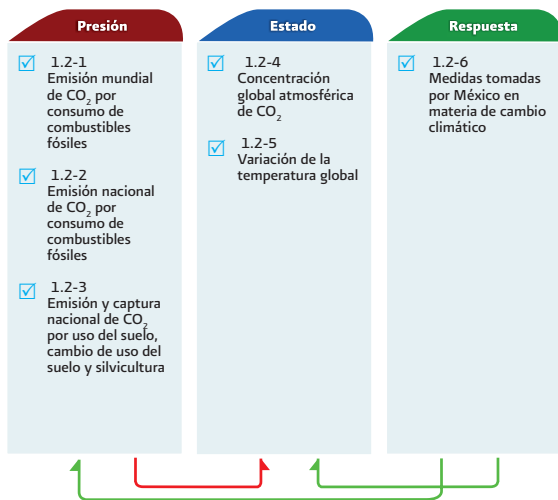 Presión
1.2-1
Emisión mundial
de CO₂ por
consumo de
combustibles
fósiles
1.2-2
Emisión nacional
de CO₂ por
consumo de
combustibles
fósiles
1.2-3
Emisión y captura
nacional de CO₂
por uso del suelo,
cambio de uso del
suelo y silvicultura
Estado
1.2-4
Concentración
global atmosférica
de CO₂
1.2-5
Variación de la
temperatura global
Respuesta
1.2-6
Medidas tomadas
por México en
materia de cambio
climático